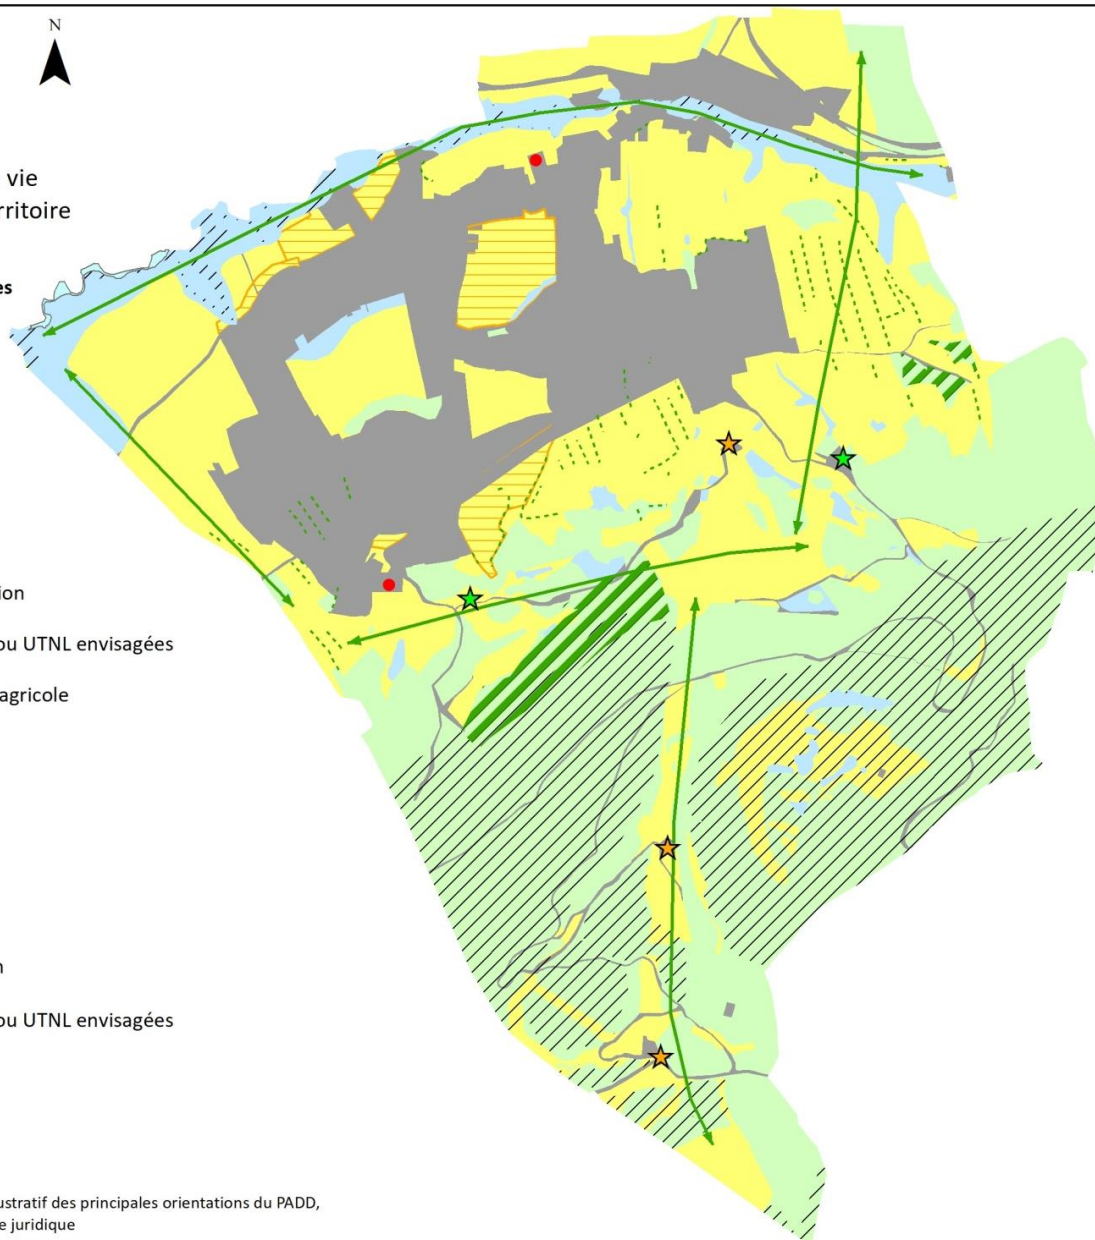 N
vie
rritoire
es
ion
ou UTNL envisagées
agricole
n
ou UTNL envisagées
ustratif des principales orientations du PADD,
e juridique